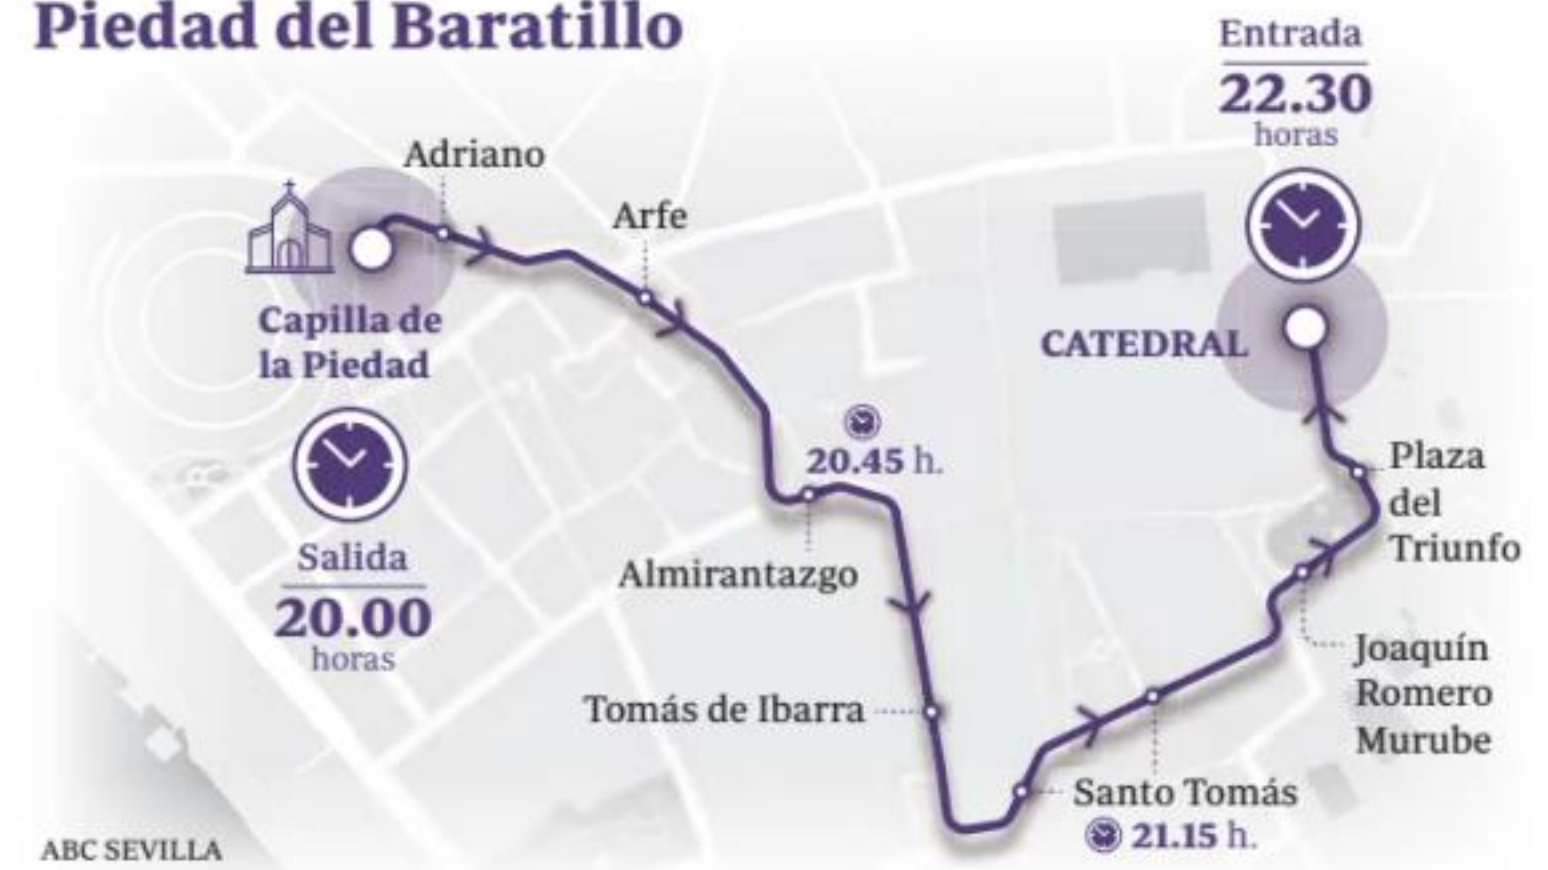 Piedad del Baratillo
Entrada
22.30
horas
Adriano
Arfe
Capilla de
la Piedad
CATEDRAL
Salida
20.00
horas
20.45 h.
Almirantazgo
Plaza
del
Triunfo
Tomás de Ibarra
Joaquín
Romero
Murube
Santo Tomás
21.15 h.
ABC SEVILLA